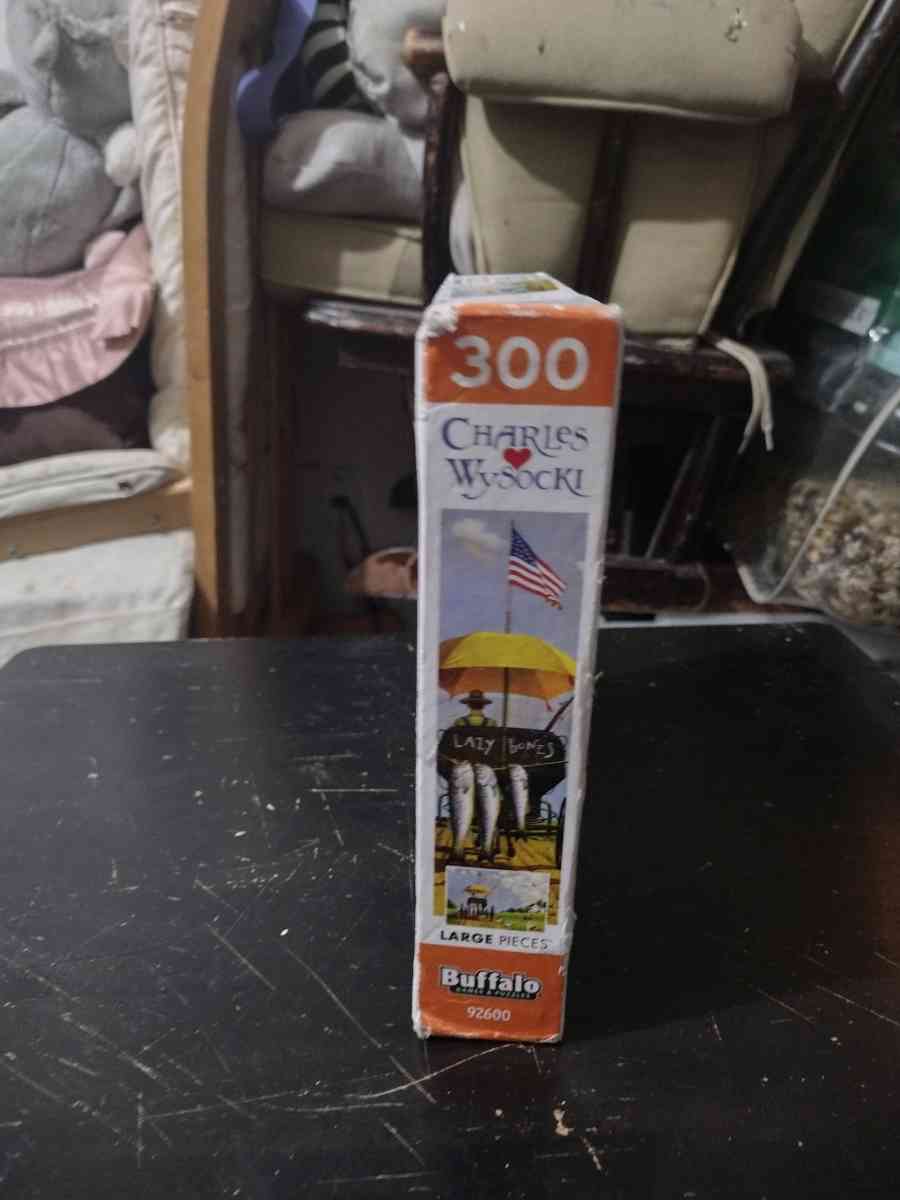 300
CHARLES
WYSOCKI
LAZY BONES
LARGE PIECES
Buffalo
GAMES & PUZZLES
92600